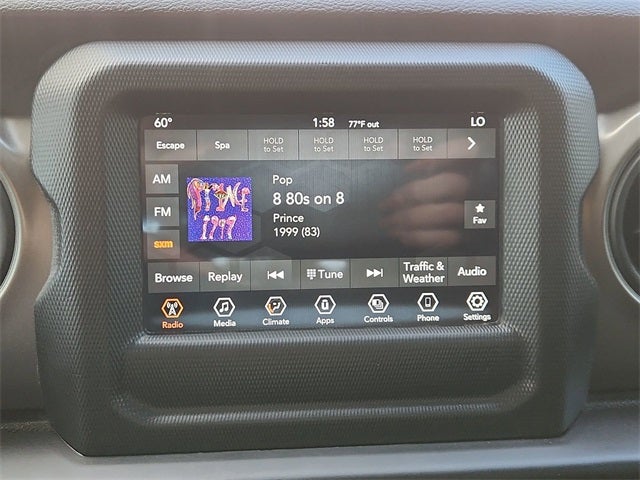 60° 1:58 77°F out LO
Escape Spa HOLD to Set HOLD to Set HOLD to Set HOLD to Set
AM
FM
sxm
PRINCE
Pop
8 80s on 8
Prince
1999 (83)
Fav
Browse Replay Tune Traffic & Weather Audio
Radio Media Climate Apps Controls Phone Settings